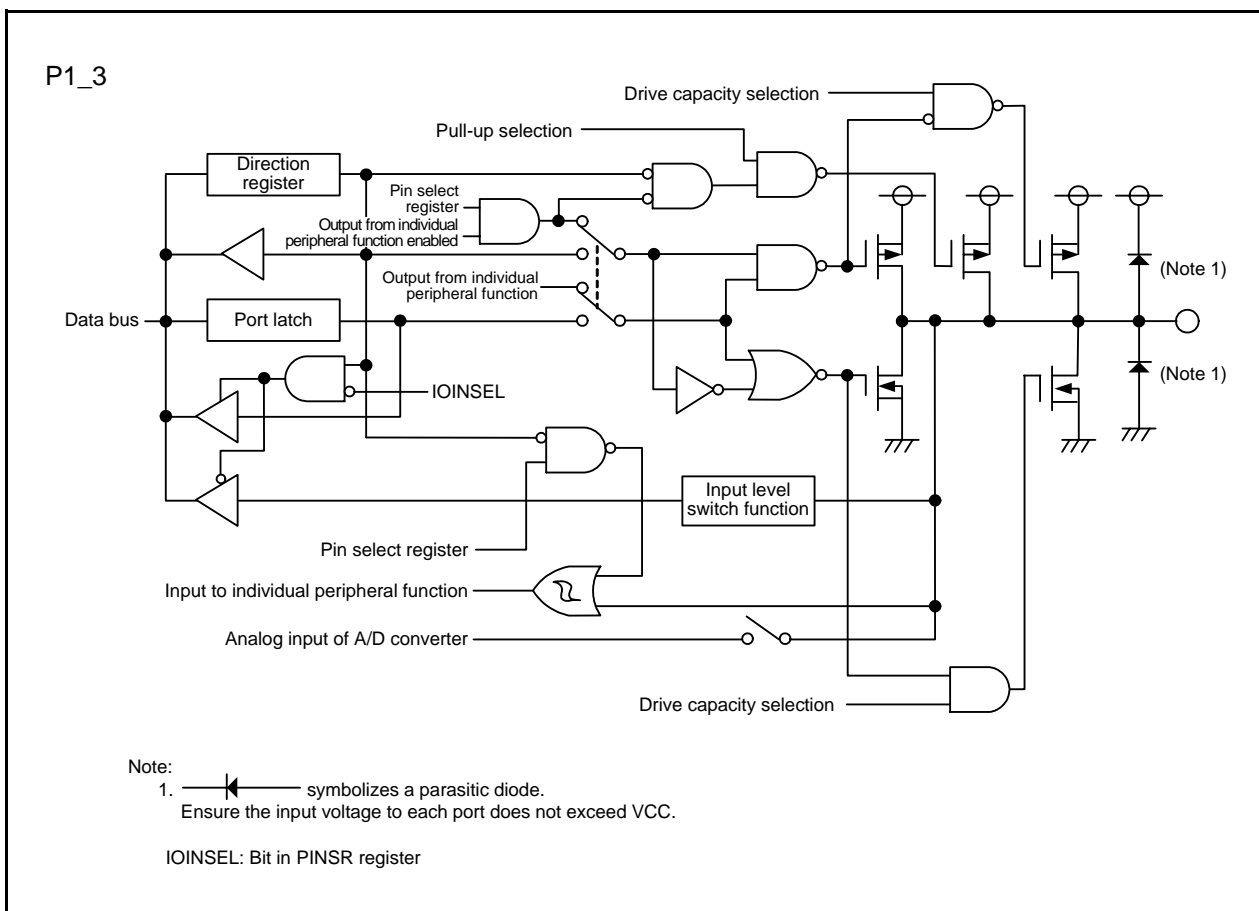 P1_3
Drive capacity selection
Pull-up selection
Direction
register
Pin select
register
Output from individual
peripheral function enabled
(Note 1)
Output from individual
peripheral function
Data bus
Port latch
(Note 1)
IOINSEL
Input level
switch function
Pin select register
Input to individual peripheral function
Analog input of A/D converter
Drive capacity selection
Note:
1. symbolizes a parasitic diode.
Ensure the input voltage to each port does not exceed VCC.
IOINSEL: Bit in PINSR register